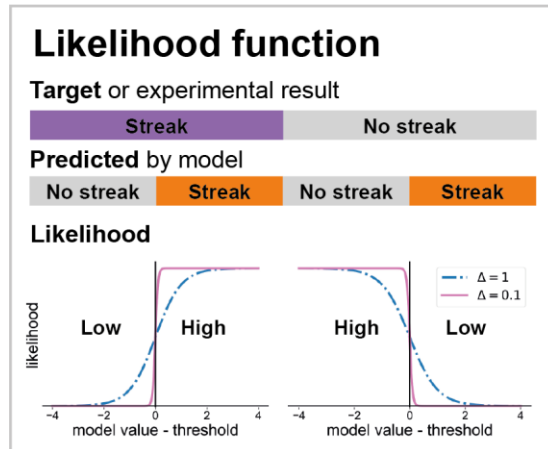 Likelihood function
Target or experimental result
Streak No streak
Predicted by model
No streak Streak No streak Streak
Likelihood
likelihood
Low High
High Low
Δ = 1
Δ = 0.1
−4 −2 0 2 4
−4 −2 0 2 4
model value - threshold
model value - threshold